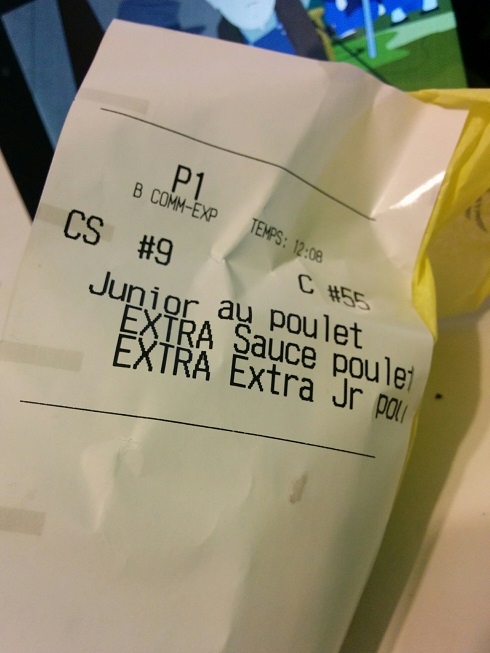 P1
B COMM-EXP
TEMPS: 12:08
CS #9
C #55
Junior au poulet
EXTRA Sauce poulet
EXTRA Extra Jr